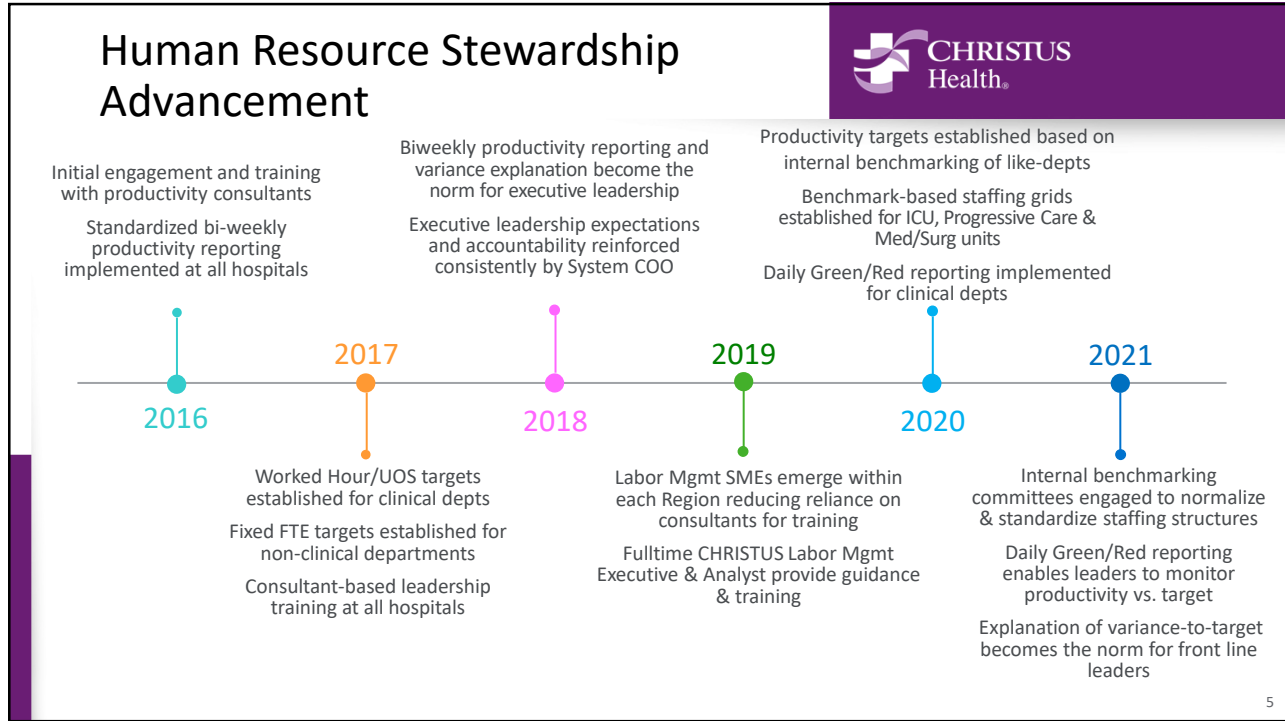 Human Resource Stewardship
Advancement
CHRISTUS
Health®
Initial engagement and training
with productivity consultants
Standardized bi-weekly
productivity reporting
implemented at all hospitals
2016
2017
Worked Hour/UOS targets
established for clinical depts
Fixed FTE targets established for
non-clinical departments
Consultant-based leadership
training at all hospitals
Biweekly productivity reporting and
variance explanation become the
norm for executive leadership
Executive leadership expectations
and accountability reinforced
consistently by System COO
2018
2019
Labor Mgmt SMEs emerge within
each Region reducing reliance on
consultants for training
Fulltime CHRISTUS Labor Mgmt
Executive & Analyst provide guidance
& training
Productivity targets established based on
internal benchmarking of like-depts
Benchmark-based staffing grids
established for ICU, Progressive Care &
Med/Surg units
Daily Green/Red reporting implemented
for clinical depts
2020
2021
Internal benchmarking
committees engaged to normalize
& standardize staffing structures
Daily Green/Red reporting
enables leaders to monitor
productivity vs. target
Explanation of variance-to-target
becomes the norm for front line
leaders
5